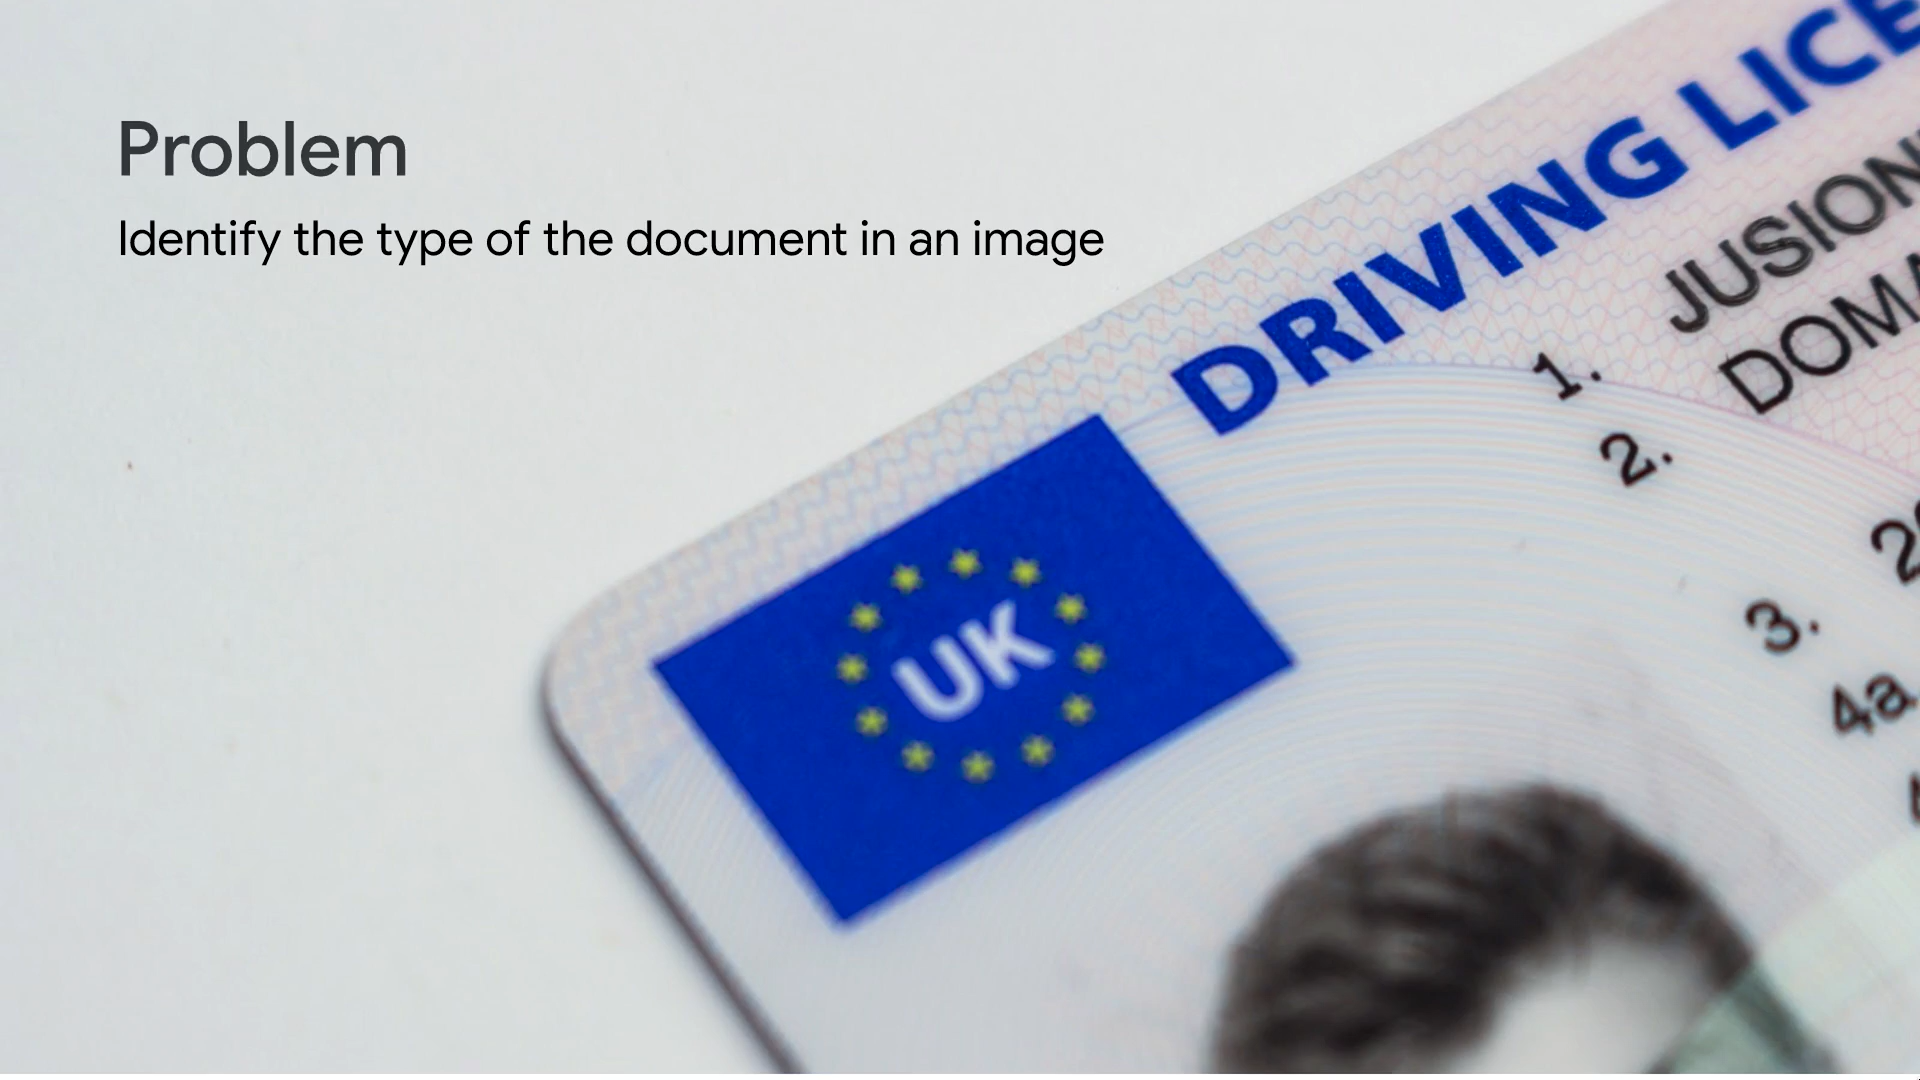 Problem
Identify the type of the document in an image
DRIVING LICE
1. JUSION
2. DOMA
3.
4a.
UK